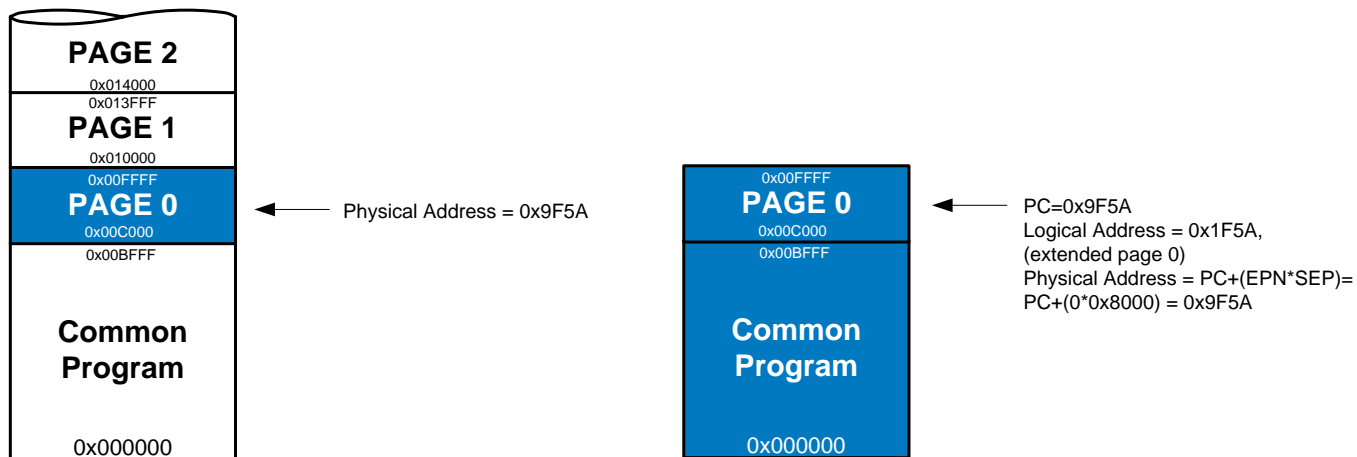 PAGE 2
0x014000
0x013FFF
PAGE 1
0x010000
0x00FFFF
PAGE 0
0x00C000
0x00BFFF
Common
Program
0x000000
Physical Address = 0x9F5A
0x00FFFF
PAGE 0
0x00C000
0x00BFFF
Common
Program
0x000000
PC=0x9F5A
Logical Address = 0x1F5A,
(extended page 0)
Physical Address = PC+(EPN*SEP)=
PC+(0*0x8000) = 0x9F5A